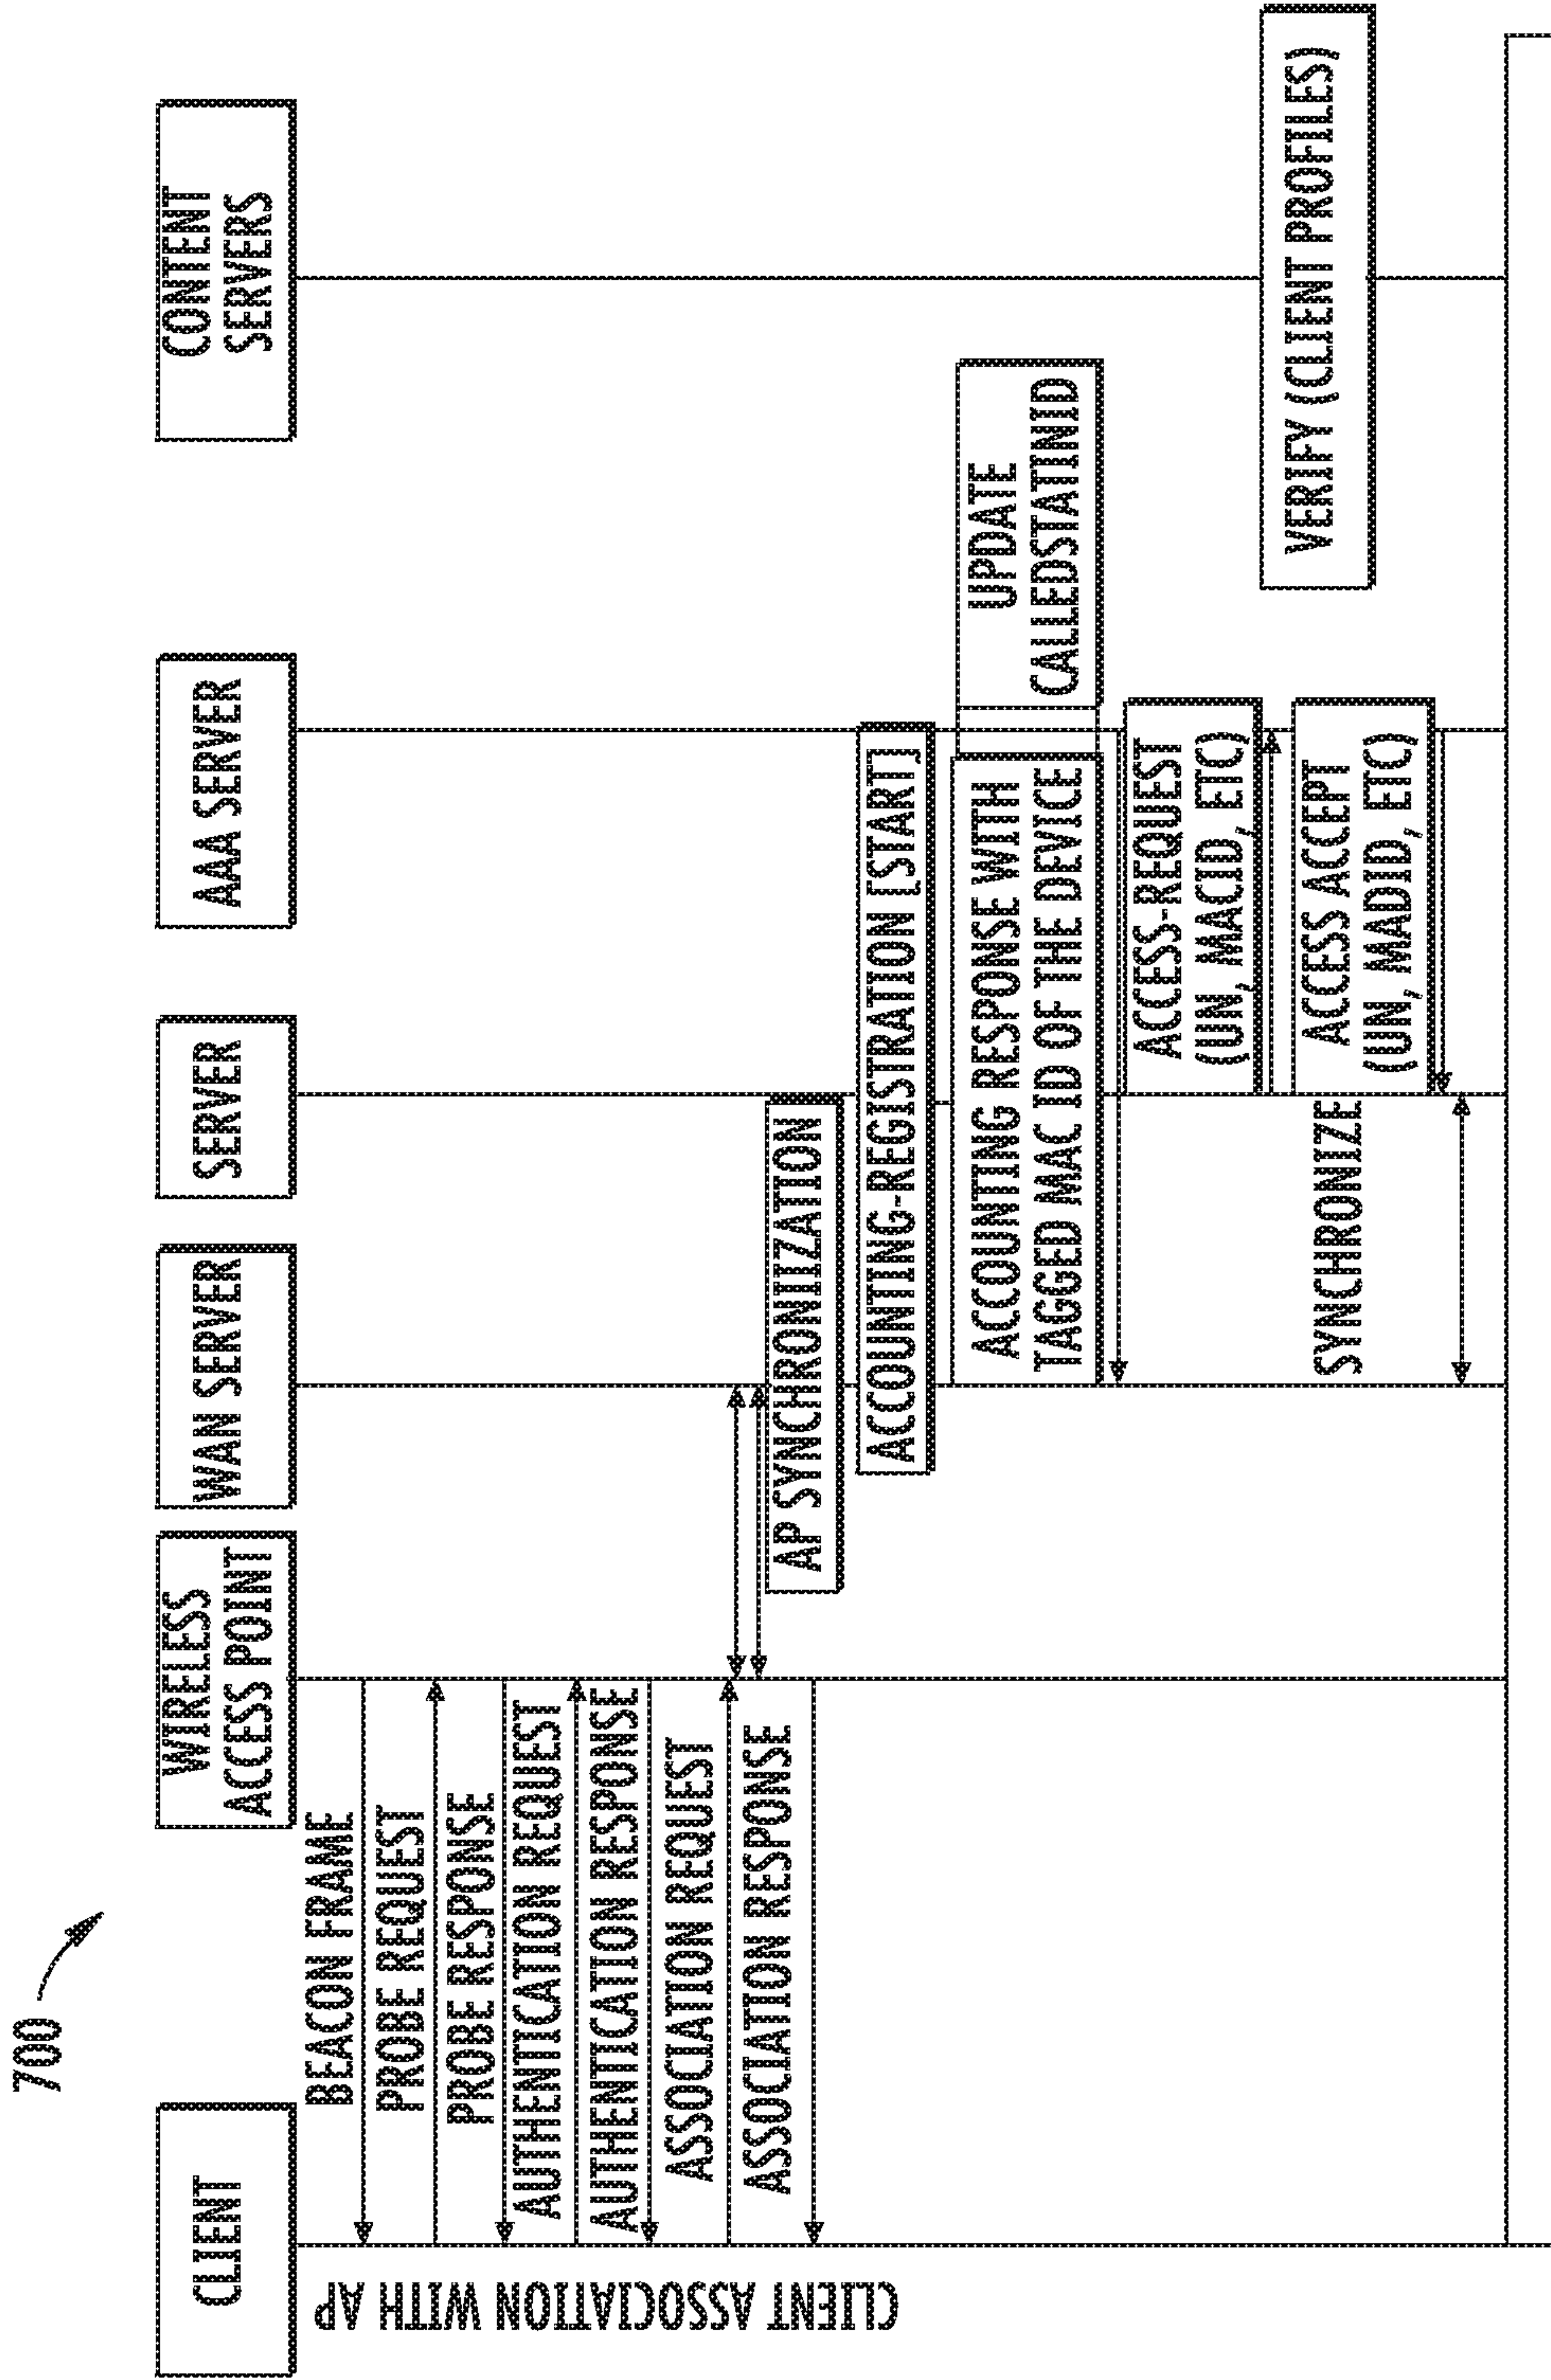 700
CLIENT
WIRELESS
ACCESS POINT
WAN SERVER
SERVER
AAA SERVER
CONTENT
SERVERS
CLIENT ASSOCIATION WITH AP
BEACON FRAME
PROBE REQUEST
PROBE RESPONSE
AUTHENTICATION REQUEST
AUTHENTICATION RESPONSE
ASSOCIATION REQUEST
ASSOCIATION RESPONSE
AP SYNCHRONIZATION
ACCOUNTING-REGISTRATION [START]
ACCOUNTING RESPONSE WITH
TAGGED MAC ID OF THE DEVICE
UPDATE
CALLEDSTATINID
ACCESS-REQUEST
(UN, MACID, ETC)
VERIFY (CLIENT PROFILES)
ACCESS ACCEPT
(UN, MADID, ETC)
SYNCHRONIZE